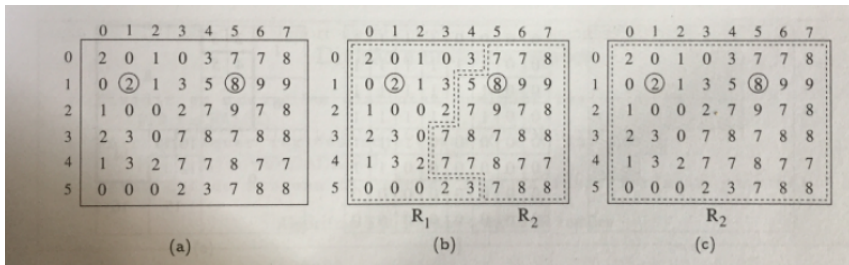 0 1 2 3 4 5 6 7
0 2 0 1 0 3 7 7 8
1 0 2 1 3 5 8 9 9
2 1 0 0 2 7 9 7 8
3 2 3 0 7 8 7 8 8
4 1 3 2 7 7 8 7 7
5 0 0 0 2 3 7 8 8
(a)
0 1 2 3 4 5 6 7
0 2 0 1 0 3 7 7 8
1 0 2 1 3 5 8 9 9
2 1 0 0 2 7 9 7 8
3 2 3 0 7 8 7 8 8
4 1 3 2 7 7 8 7 7
5 0 0 0 2 3 7 8 8
R₁ R₂
(b)
0 1 2 3 4 5 6 7
0 2 0 1 0 3 7 7 8
1 0 2 1 3 5 8 9 9
2 1 0 0 2 7 9 7 8
3 2 3 0 7 8 7 8 8
4 1 3 2 7 7 8 7 7
5 0 0 0 2 3 7 8 8
R₂
(c)